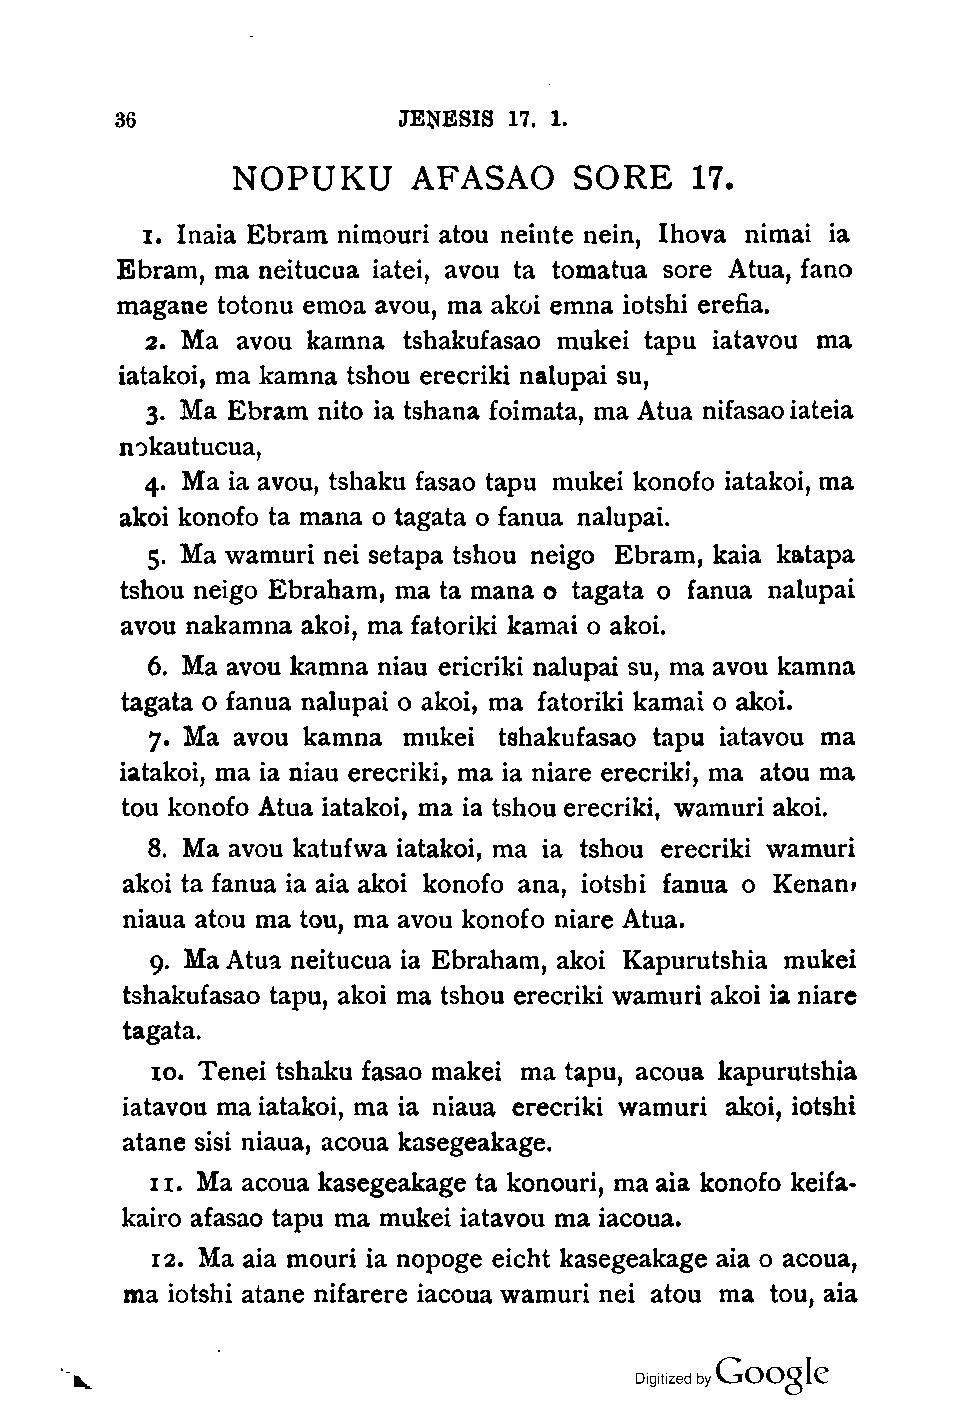 36 JEṆESIS 17. 1.
NOPUKU AFASAO SORE 17.
1. Inaia Ebram nimouri atou neinte nein, Ihova nimai ia
Ebram, ma neitucua iatei, avou ta tomatua sore Atua, fano
magane totonu emoa avou, ma akoi emna iotshi erefia.
2. Ma avou kamna tshakufasao mukei tapu iatavou ma
iatakoi, ma kamna tshou erecriki nalupai su,
3. Ma Ebram nito ia tshana foimata, ma Atua nifasao iateia
nokautucua,
4. Ma ia avou, tshaku fasao tapu mukei konofo iatakoi, ma
akoi konofo ta mana o tagata o fanua nalupai.
5. Ma wamuri nei setapa tshou neigo Ebram, kaia katapa
tshou neigo Ebraham, ma ta mana o tagata o fanua nalupai
avou nakamna akoi, ma fatoriki kamai o akoi.
6. Ma avou kamna niau ericriki nalupai su, ma avou kamna
tagata o fanua nalupai o akoi, ma fatoriki kamai o akoi.
7. Ma avou kamna mukei tshakufasao tapu iatavou ma
iatakoi, ma ia niau erecriki, ma ia niare erecriki, ma atou ma
tou konofo Atua iatakoi, ma ia tshou erecriki, wamuri akoi.
8. Ma avou katufwa iatakoi, ma ia tshou erecriki wamuri
akoi ta fanua ia aia akoi konofo ana, iotshi fanua o Kenan,
niaua atou ma tou, ma avou konofo niare Atua.
9. Ma Atua neitucua ia Ebraham, akoi Kapurutshia mukei
tshakufasao tapu, akoi ma tshou erecriki wamuri akoi ia niare
tagata.
10. Tenei tshaku fasao makei ma tapu, acoua kapurutshia
iatavou ma iatakoi, ma ia niaua erecriki wamuri akoi, iotshi
atane sisi niaua, acoua kasegeakage.
11. Ma acoua kasegeakage ta konouri, ma aia konofo keifa-
kairo afasao tapu ma mukei iatavou ma iacoua.
12. Ma aia mouri ia nopoge eicht kasegeakage aia o acoua,
ma iotshi atane nifarere iacoua wamuri nei atou ma tou, aia
Digitized by Google